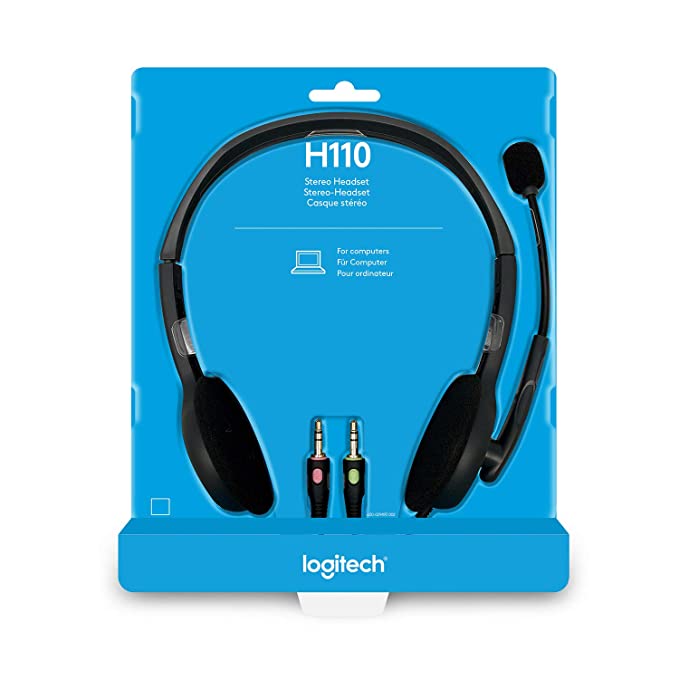 H110
Stereo Headset
Stereo-Headset
Casque stéréo
For computers
Für Computer
Pour ordinateur
logitech